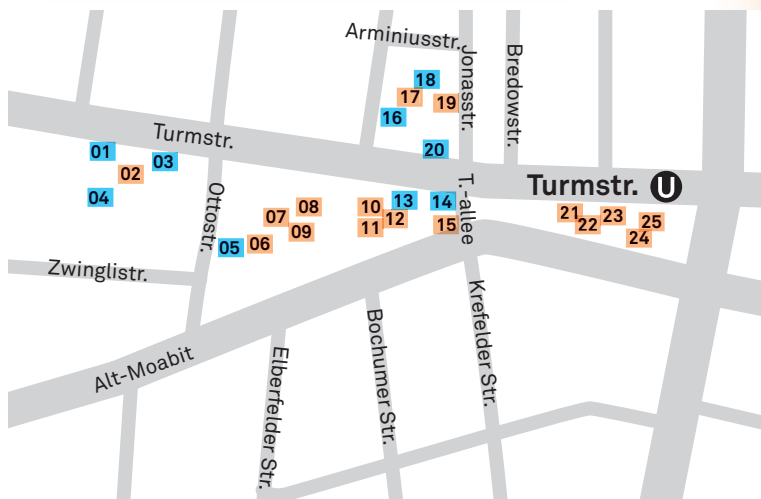 Arminiusstr.
Jonasstr.
Bredowstr.
18
17
19
16
20
Turmstr.
01
02
03
04
Turmstr. U
Ottostr.
T.-allee
05
06
07
08
09
10
11
12
13
14
15
21
22
23
24
25
Zwinglistr.
Alt-Moabit
Elberfelder Str.
Bochumer Str.
Krefelder Str.